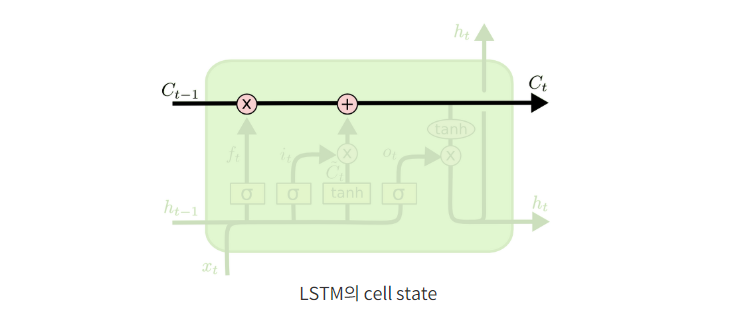 h_t
C_{t-1}
x
+
C_t
tanh
f_t
i_t
x
o_t
x
C̃_t
σ
σ
tanh
σ
h_{t-1}
h_t
x_t
LSTM의 cell state